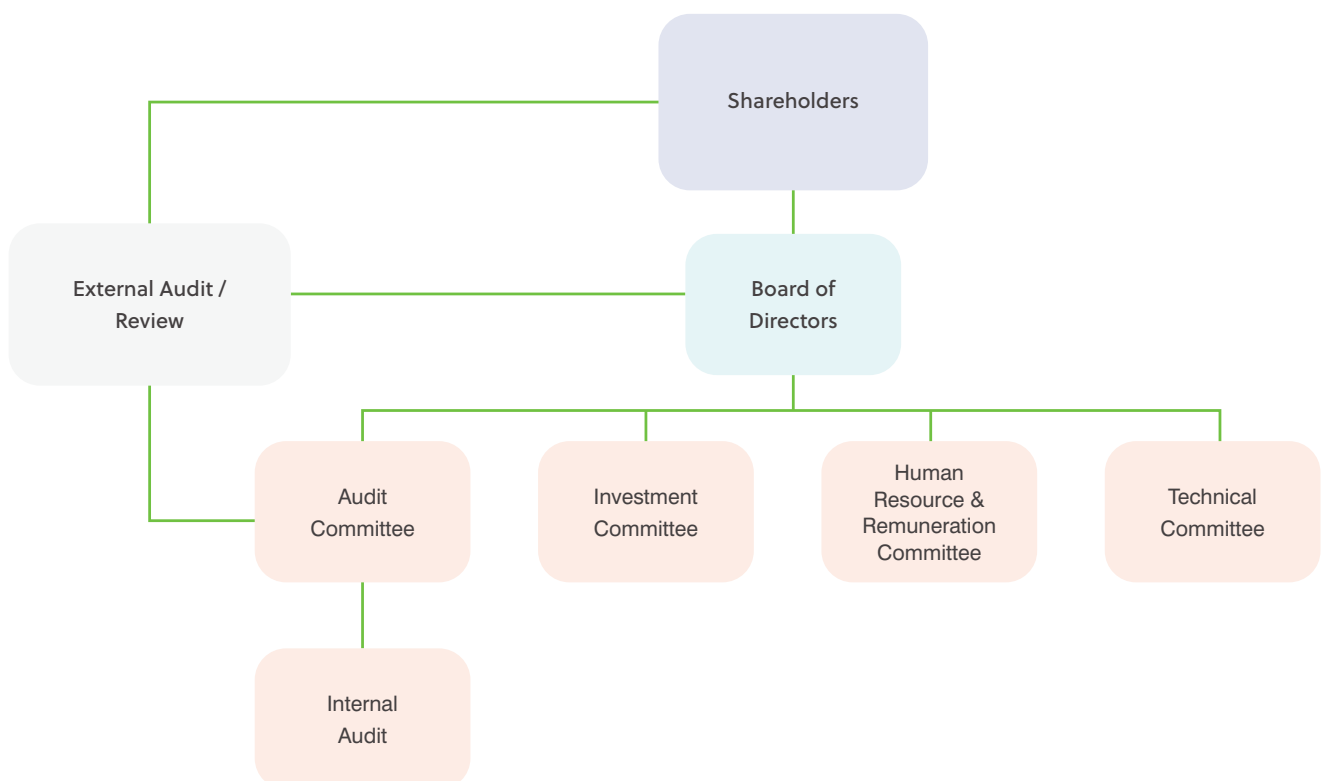 Shareholders
External Audit /
Review
Board of
Directors
Audit
Committee
Investment
Committee
Human
Resource &
Remuneration
Committee
Technical
Committee
Internal
Audit